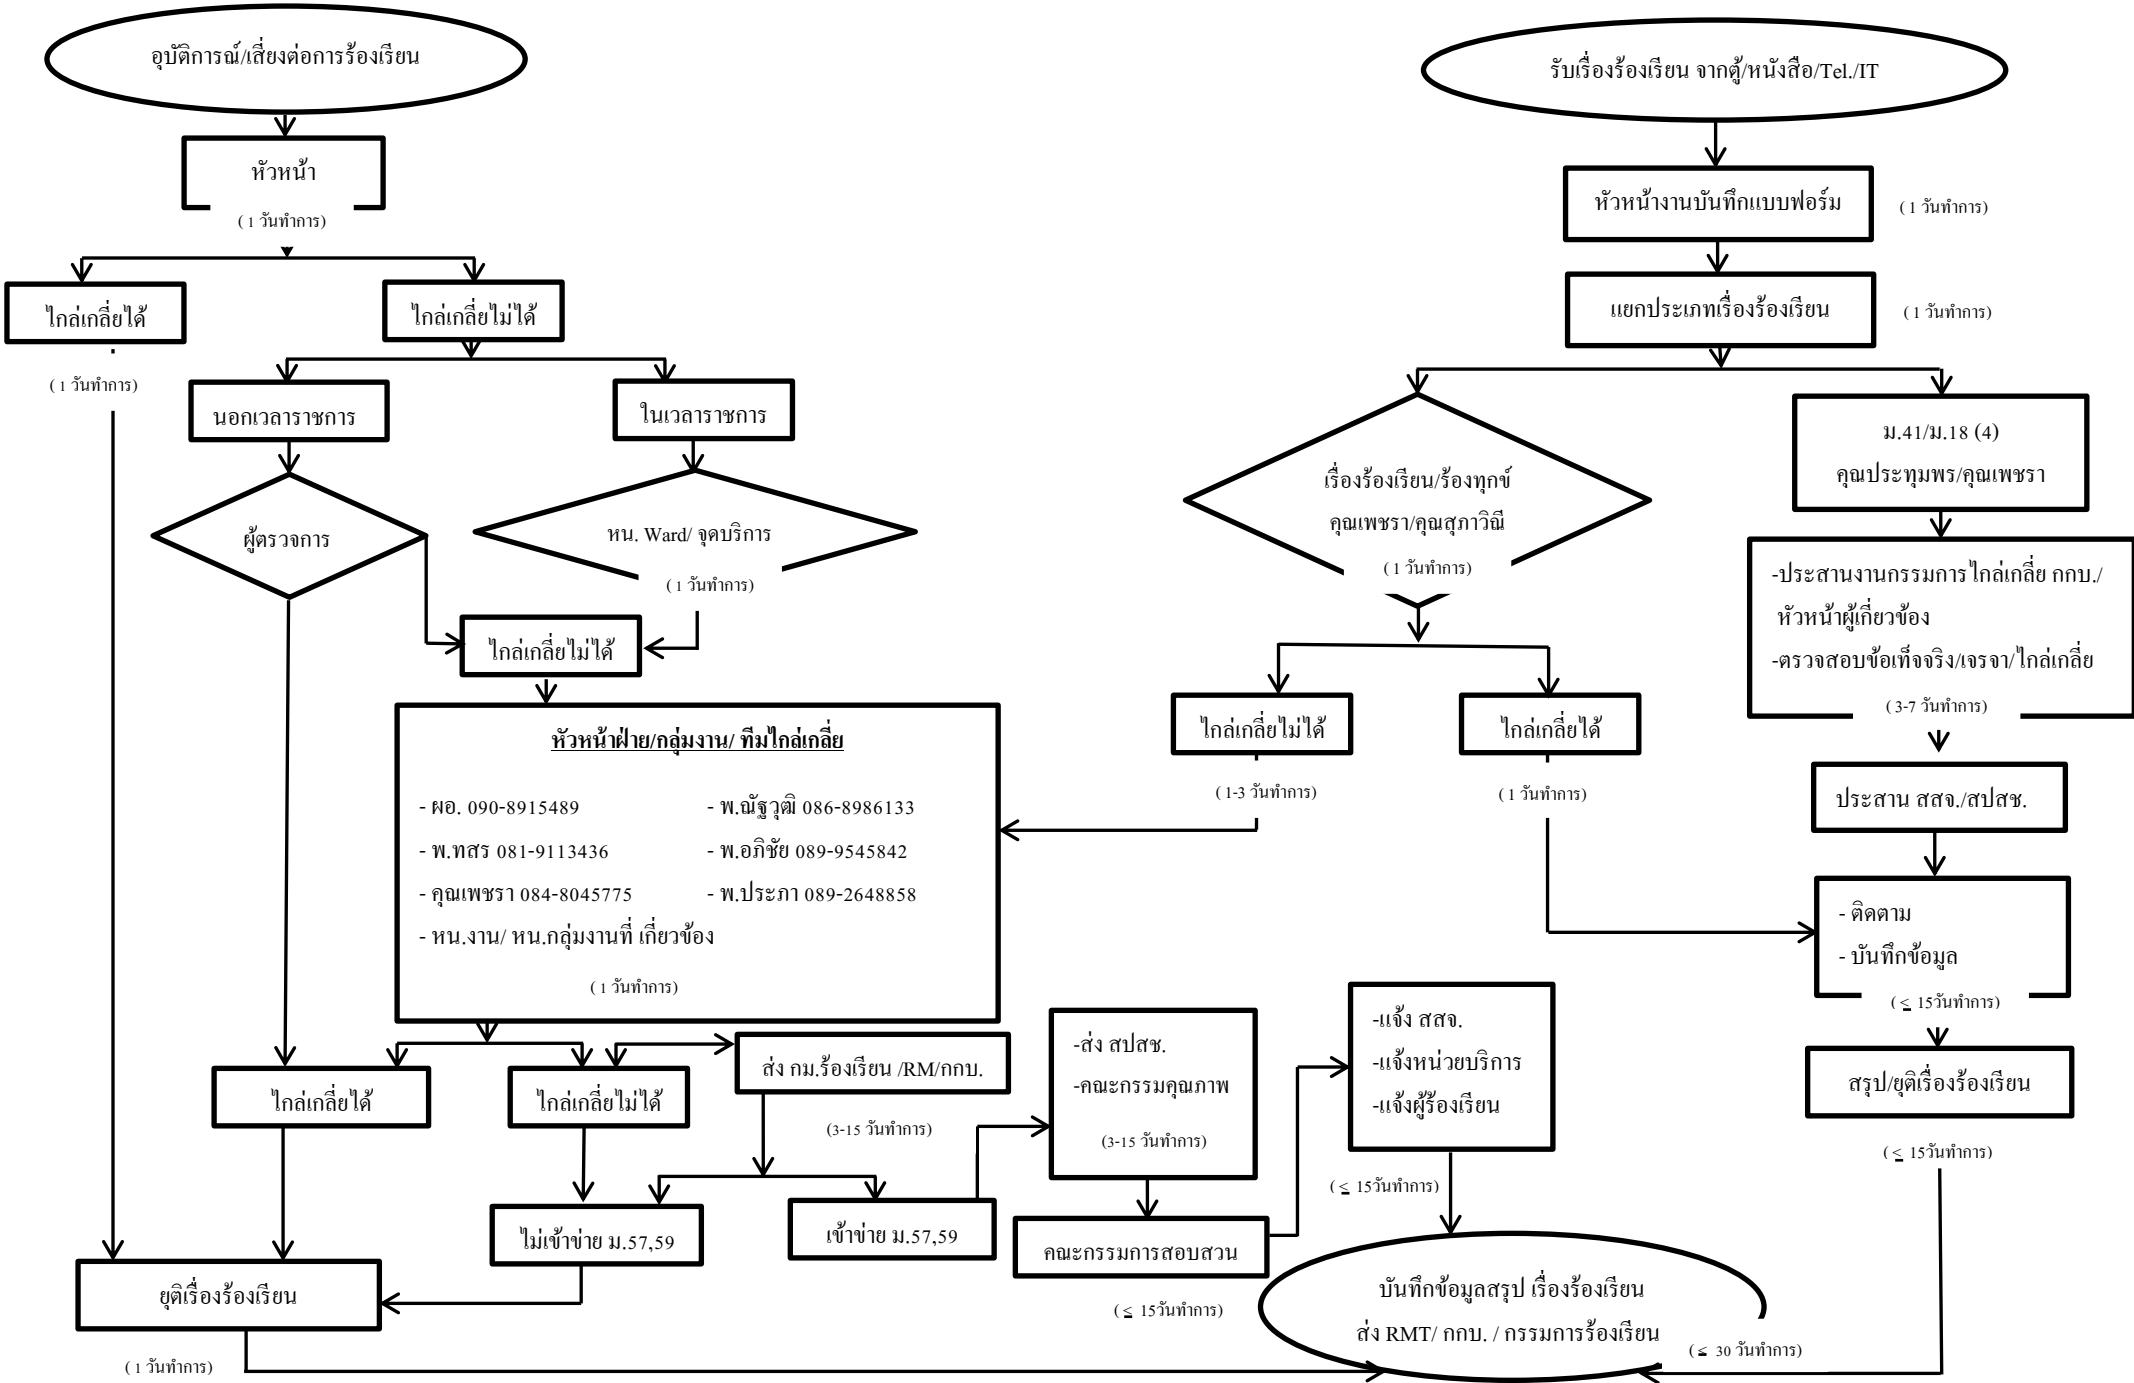 อุบัติการณ์/เสี่ยงต่อการร้องเรียน
หัวหน้า
( 1 วันทำการ)
ไกล่เกลี่ยได้
( 1 วันทำการ)
ไกล่เกลี่ยไม่ได้
นอกเวลาราชการ
ในเวลาราชการ
ผู้ตรวจการ
หน. Ward/ จุดบริการ
( 1 วันทำการ)
ไกล่เกลี่ยไม่ได้
หัวหน้าฝ่าย/กลุ่มงาน/ ทีมไกล่เกลี่ย
- ผอ. 090-8915489
- พ.ณัฐวุฒิ 086-8986133
- พ.ทสร 081-9113436
- พ.อภิชัย 089-9545842
- คุณเพชรา 084-8045775
- พ.ประภา 089-2648858
- หน.งาน/ หน.กลุ่มงานที่ เกี่ยวข้อง
( 1 วันทำการ)
ไกล่เกลี่ยได้
ไกล่เกลี่ยไม่ได้
ส่ง กม.ร้องเรียน /RM/กกบ.
(3-15 วันทำการ)
ไม่เข้าข่าย ม.57,59
เข้าข่าย ม.57,59
ยุติเรื่องร้องเรียน
( 1 วันทำการ)
-ส่ง สปสช.
-คณะกรรมคุณภาพ
(3-15 วันทำการ)
คณะกรรมการสอบสวน
( ≤ 15วันทำการ)
-แจ้ง สสจ.
-แจ้งหน่วยบริการ
-แจ้งผู้ร้องเรียน
( ≤ 15วันทำการ)
รับเรื่องร้องเรียน จากตู้/หนังสือ/Tel./IT
หัวหน้างานบันทึกแบบฟอร์ม
( 1 วันทำการ)
แยกประเภทเรื่องร้องเรียน
( 1 วันทำการ)
เรื่องร้องเรียน/ร้องทุกข์
คุณเพชรา/คุณสุภาวิณี
( 1 วันทำการ)
ไกล่เกลี่ยไม่ได้
( 1-3 วันทำการ)
ไกล่เกลี่ยได้
( 1 วันทำการ)
ม.41/ม.18 (4)
คุณประทุมพร/คุณเพชรา
-ประสานงานกรรมการไกล่เกลี่ย กกบ./
หัวหน้าผู้เกี่ยวข้อง
-ตรวจสอบข้อเท็จจริง/เจรจา/ไกล่เกลี่ย
( 3-7 วันทำการ)
ประสาน สสจ./สปสช.
- ติดตาม
- บันทึกข้อมูล
( ≤ 15วันทำการ)
สรุป/ยุติเรื่องร้องเรียน
( ≤ 15วันทำการ)
บันทึกข้อมูลสรุป เรื่องร้องเรียน
ส่ง RMT/ กกบ. / กรรมการร้องเรียน
( ≤ 30 วันทำการ)